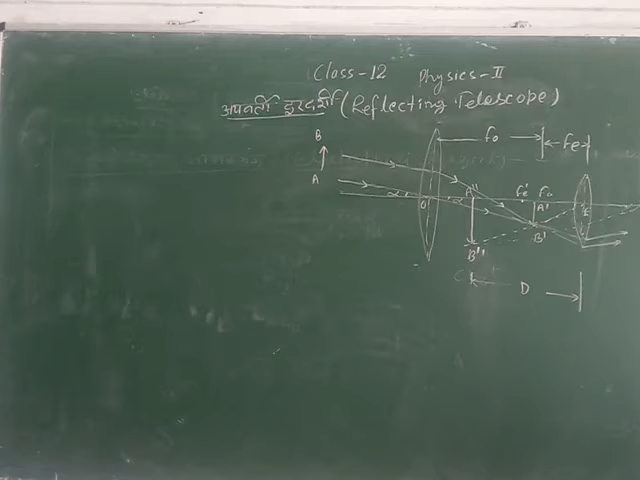 Class-12 Physics-II
अपवर्ती दूरदर्शी (Reflecting Telescope)
B
fo
fe
A
α
O
α
A"
fe'
fo
A'
E
B'
B"
D